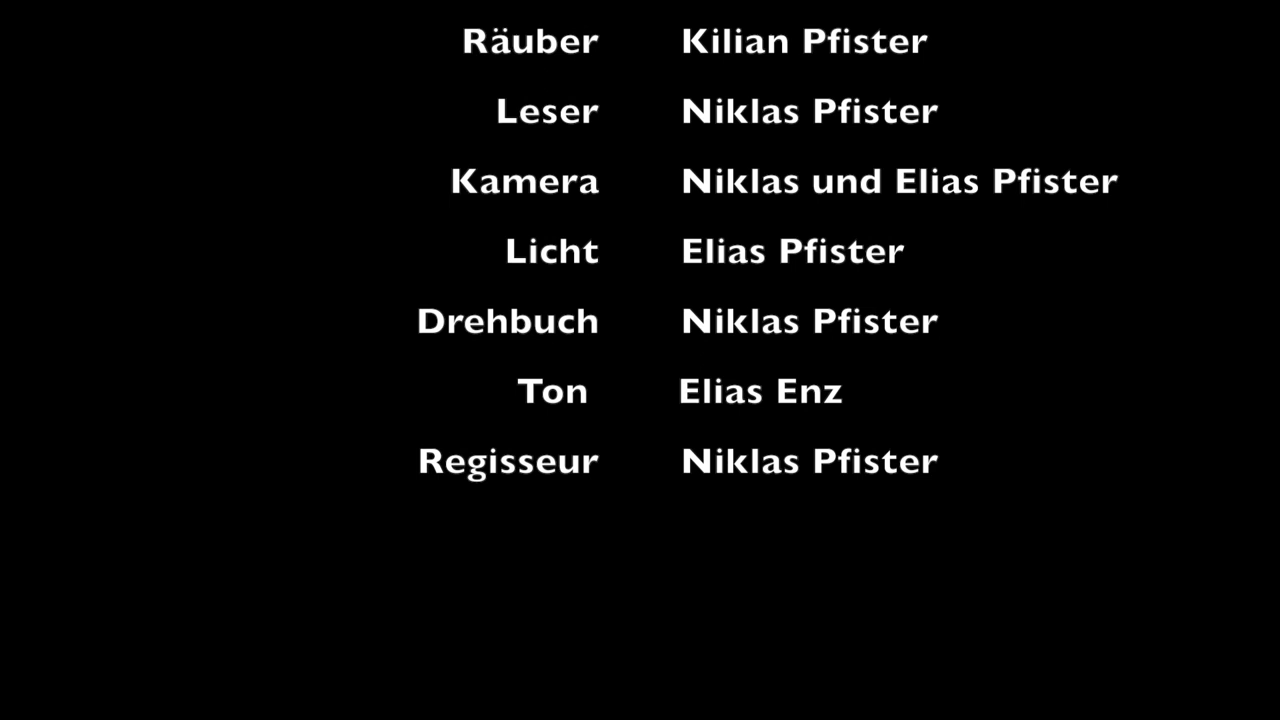 Räuber Kilian Pfister
Leser Niklas Pfister
Kamera Niklas und Elias Pfister
Licht Elias Pfister
Drehbuch Niklas Pfister
Ton Elias Enz
Regisseur Niklas Pfister